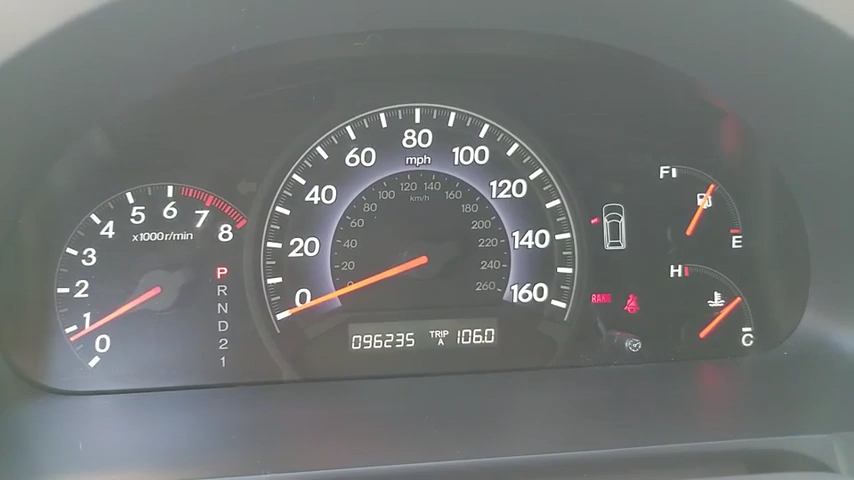 0
1
2
3
4
5
6
7
8
x1000r/min
P
R
N
D
2
1
0
20
40
60
80
100
120
140
160
mph
20
40
60
80
100
120
140
160
180
200
220
240
260
km/h
096235 TRIP A 106.0
F
E
H
C